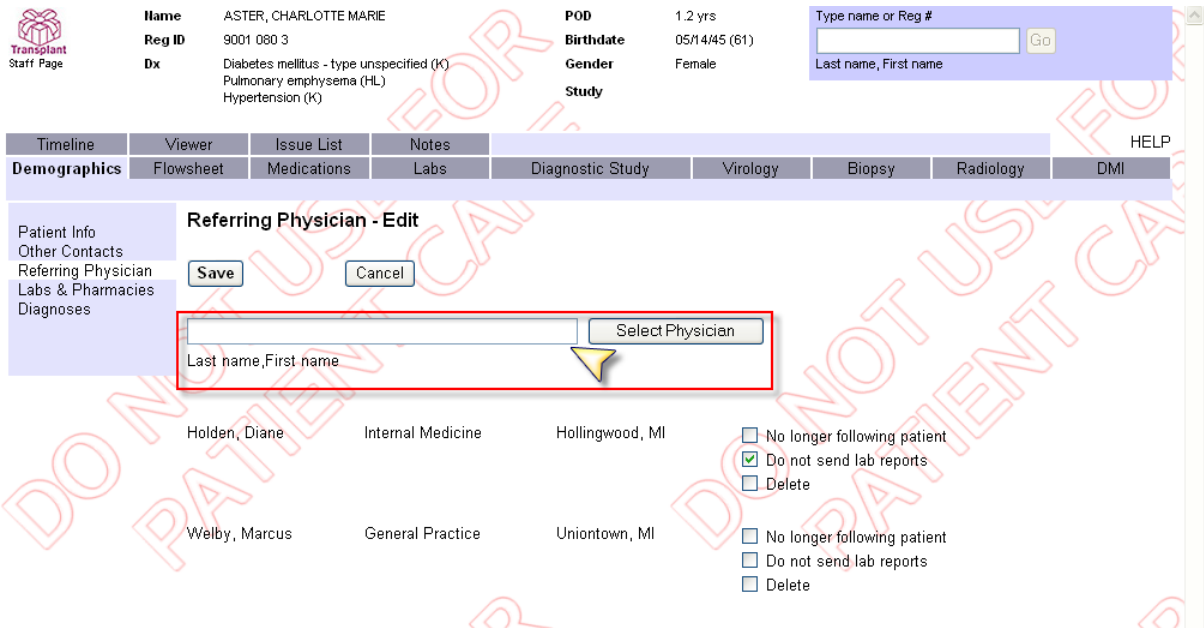 Transplant
Staff Page
Name ASTER, CHARLOTTE MARIE
Reg ID 9001 080 3
Dx Diabetes mellitus - type unspecified (K)
Pulmonary emphysema (HL)
Hypertension (K)
POD 1.2 yrs
Birthdate 05/14/45 (61)
Gender Female
Study
Type name or Reg #
Go
Last name, First name
Timeline Viewer Issue List Notes HELP
Demographics Flowsheet Medications Labs Diagnostic Study Virology Biopsy Radiology DMI
Patient Info
Other Contacts
Referring Physician
Labs & Pharmacies
Diagnoses
Referring Physician - Edit
Save Cancel
Select Physician
Last name,First name
Holden, Diane Internal Medicine Hollingwood, MI
No longer following patient
Do not send lab reports
Delete
Welby, Marcus General Practice Uniontown, MI
No longer following patient
Do not send lab reports
Delete
DO NOT USE FOR
PATIENT CARE
DO NOT USE FOR
PATIENT CARE